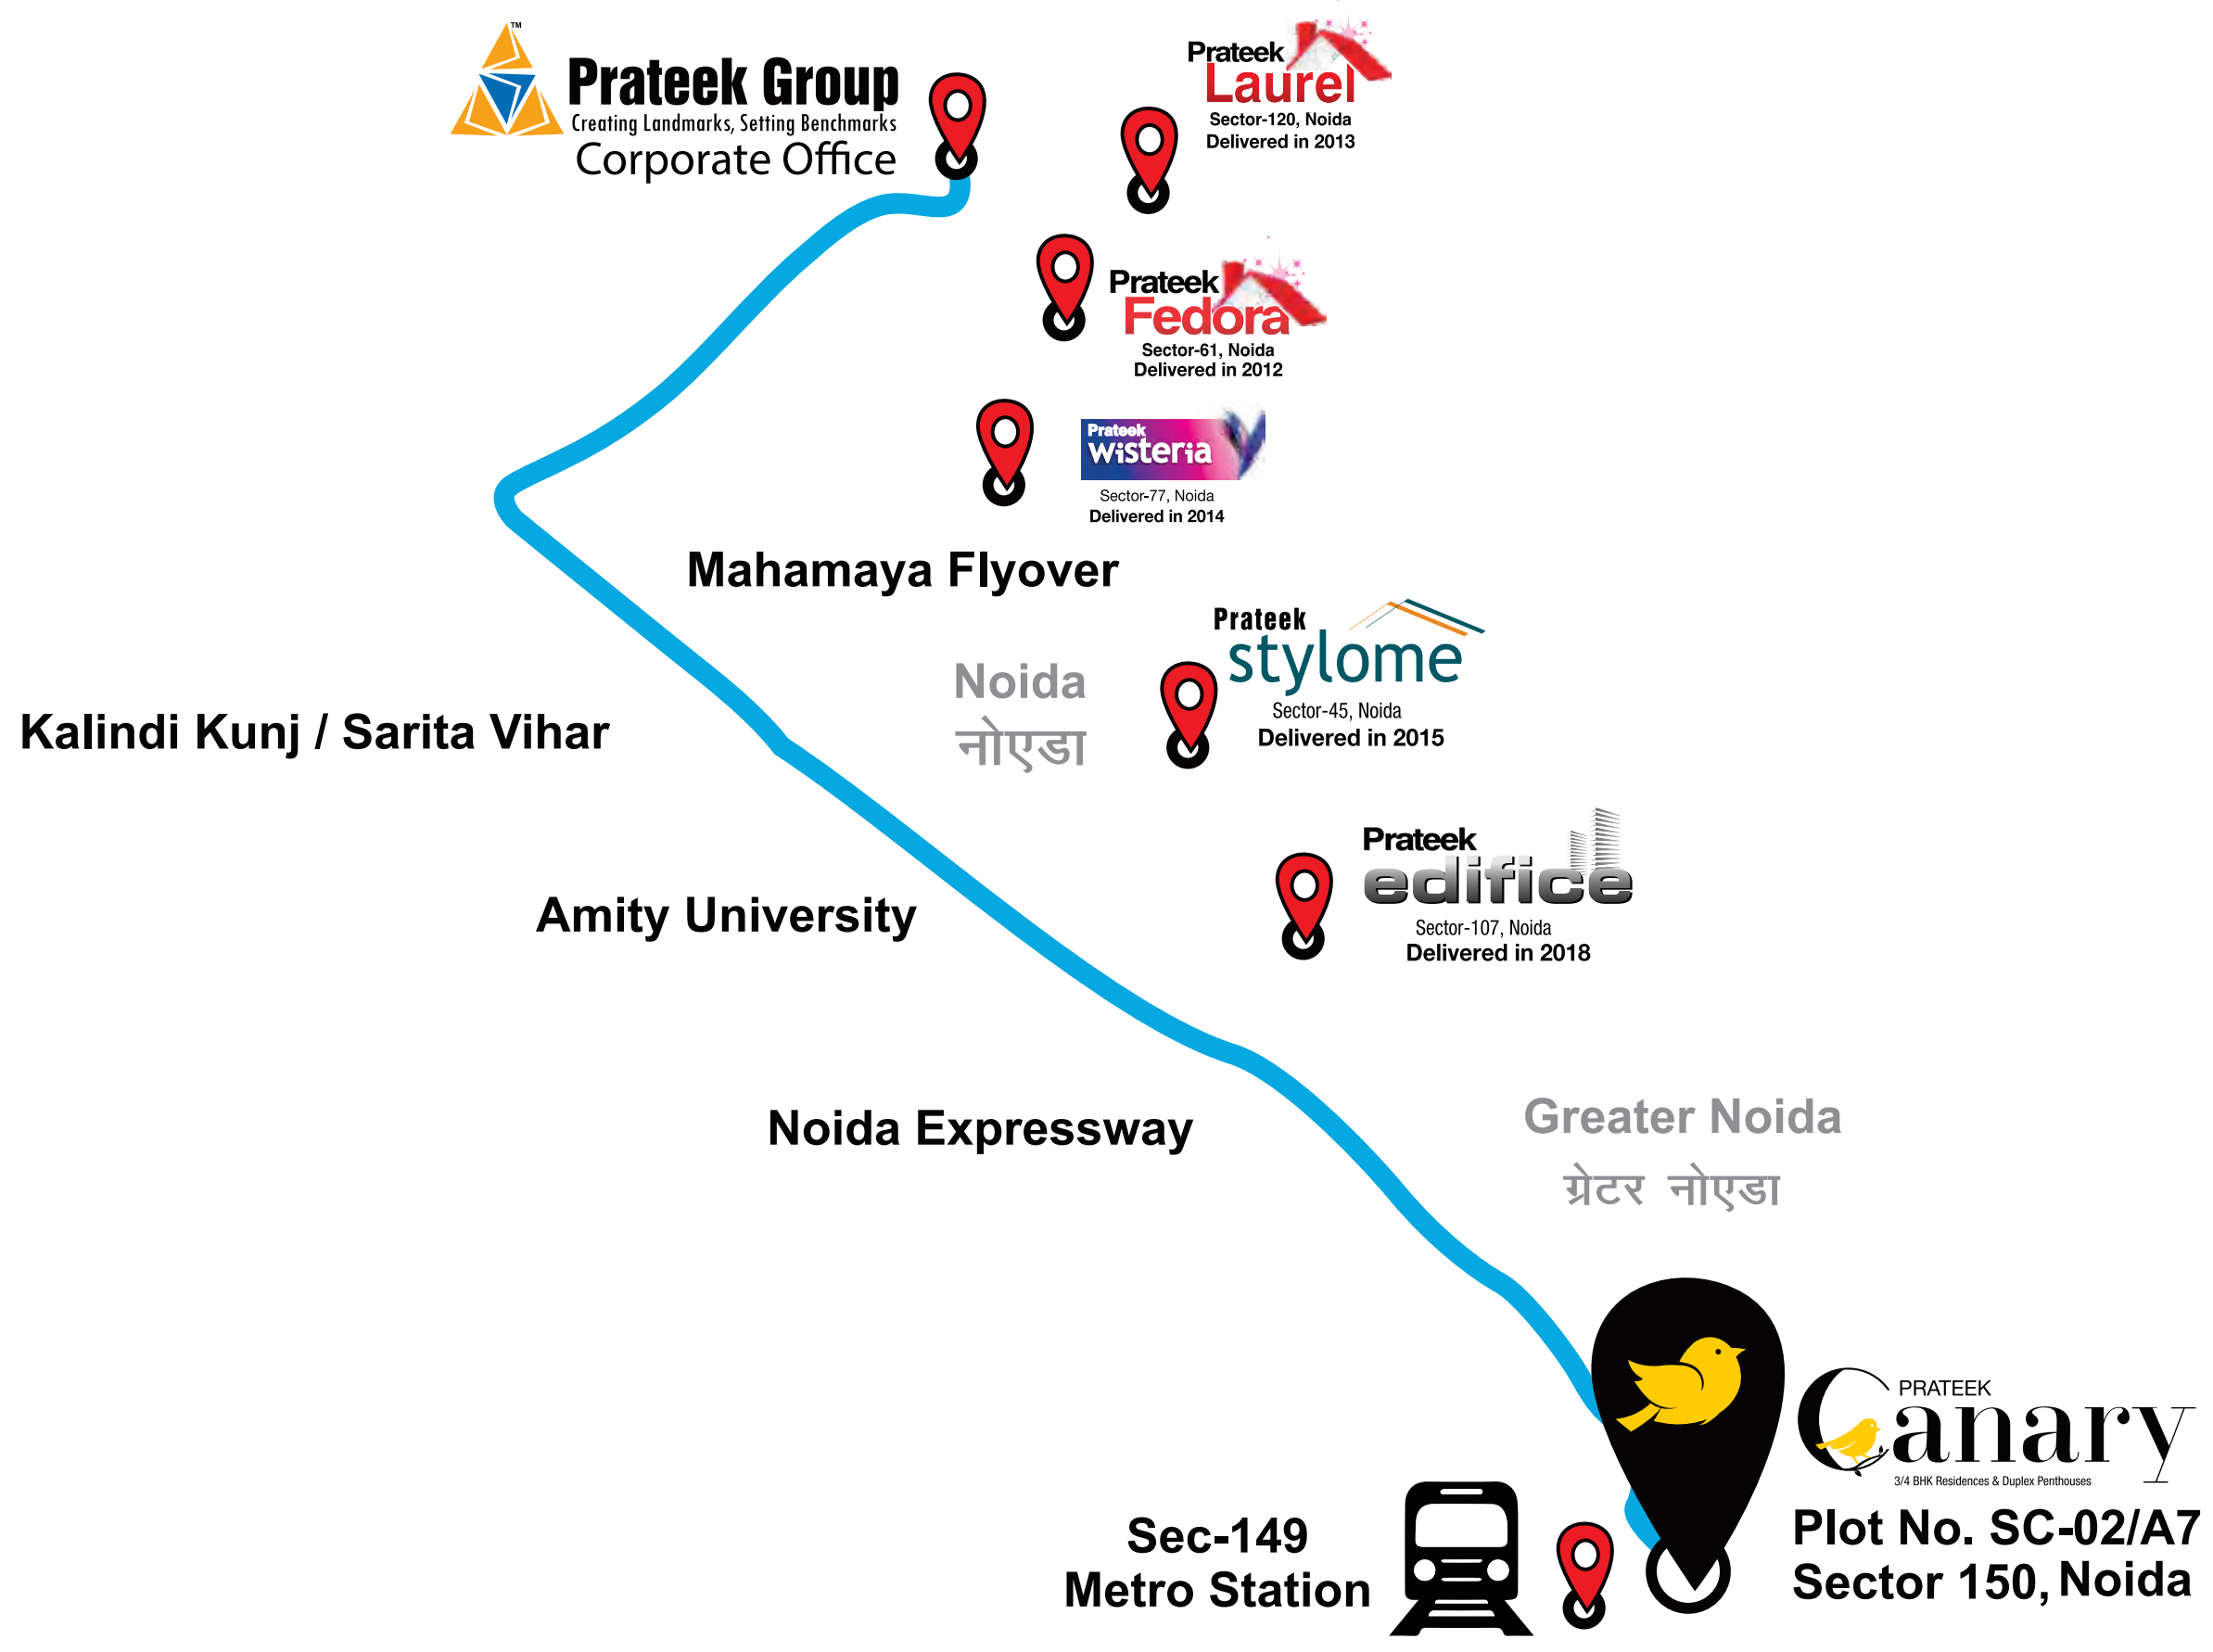 Prateek Group
TM
Creating Landmarks, Setting Benchmarks
Corporate Office
Prateek
Laurel
Sector-120, Noida
Delivered in 2013
Prateek
Fedora
Sector-61, Noida
Delivered in 2012
Prateek
wisteria
Sector-77, Noida
Delivered in 2014
Mahamaya Flyover
Prateek
stylome
Sector-45, Noida
Delivered in 2015
Noida
नोएडा
Kalindi Kunj / Sarita Vihar
Prateek
edifice
Sector-107, Noida
Delivered in 2018
Amity University
Noida Expressway
Greater Noida
ग्रेटर नोएडा
PRATEEK
Canary
3/4 BHK Residences & Duplex Penthouses
Plot No. SC-02/A7
Sector 150, Noida
Sec-149
Metro Station